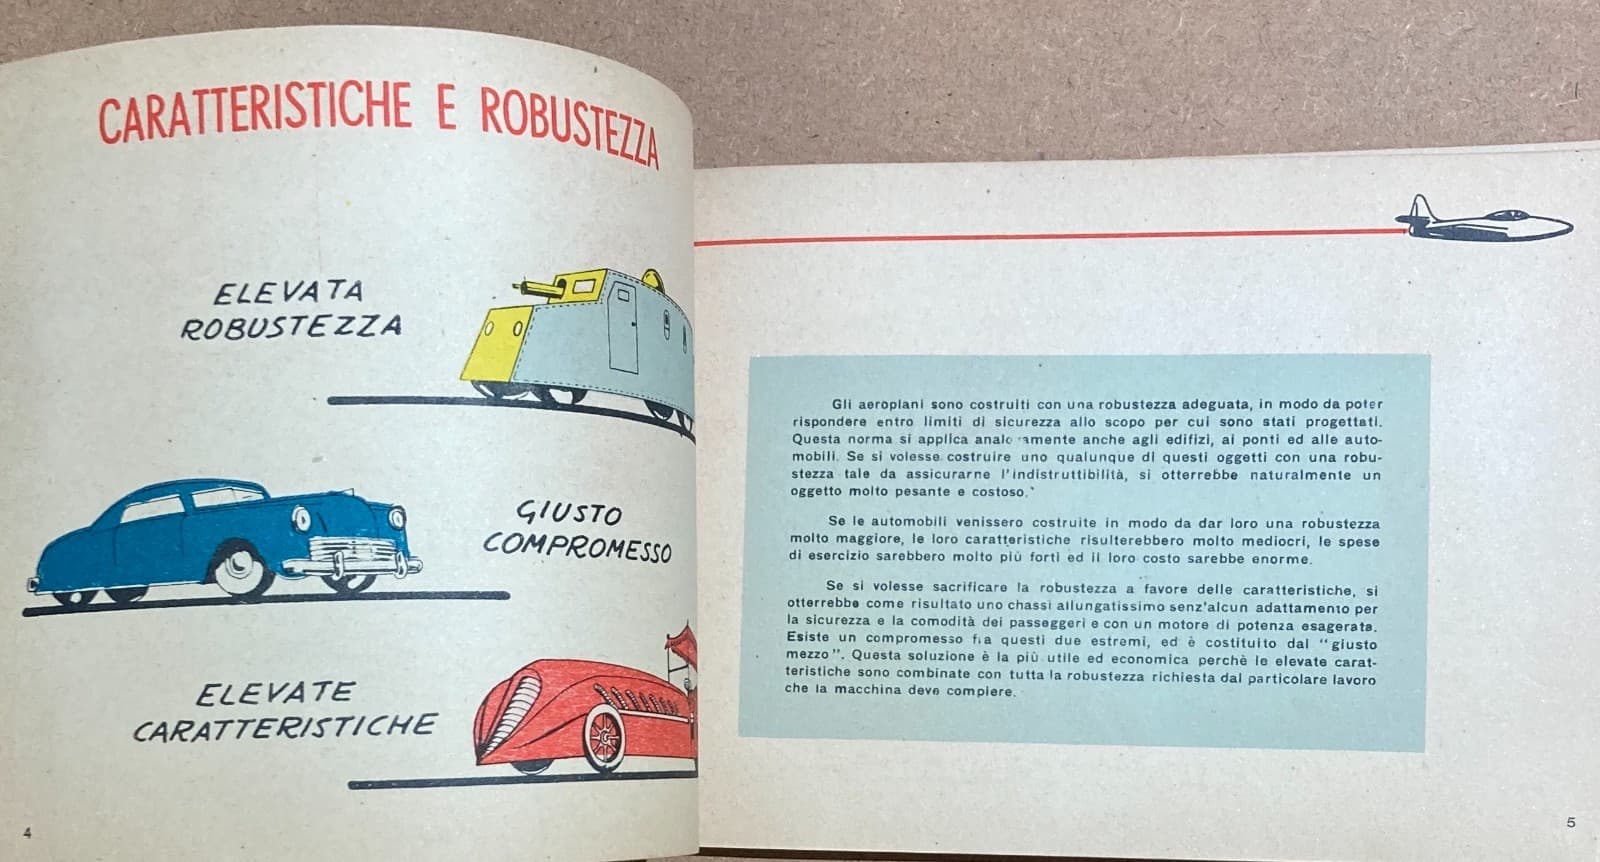 CARATTERISTICHE E ROBUSTEZZA
ELEVATA
ROBUSTEZZA
GIUSTO
COMPROMESSO
ELEVATE
CARATTERISTICHE
4
Gli aeroplani sono costruiti con una robustezza adeguata, in modo da poter
rispondere entro limiti di sicurezza allo scopo per cui sono stati progettati.
Questa norma si applica analogamente anche agli edifizi, ai ponti ed alle auto-
mobili. Se si volesse costruire uno qualunque di questi oggetti con una robu-
stezza tale da assicurarne l'indistruttibilità, si otterrebbe naturalmente un
oggetto molto pesante e costoso.
Se le automobili venissero costruite in modo da dar loro una robustezza
molto maggiore, le loro caratteristiche risulterebbero molto mediocri, le spese
di esercizio sarebbero molto più forti ed il loro costo sarebbe enorme.
Se si volesse sacrificare la robustezza a favore delle caratteristiche, si
otterrebbe come risultato uno chassi allungatissimo senz'alcun adattamento per
la sicurezza e la comodità dei passeggeri e con un motore di potenza esagerata.
Esiste un compromesso fra questi due estremi, ed è costituito dal "giusto
mezzo". Questa soluzione è la più utile ed economica perchè le elevate carat-
teristiche sono combinate con tutta la robustezza richiesta dal particolare lavoro
che la macchina deve compiere.
5